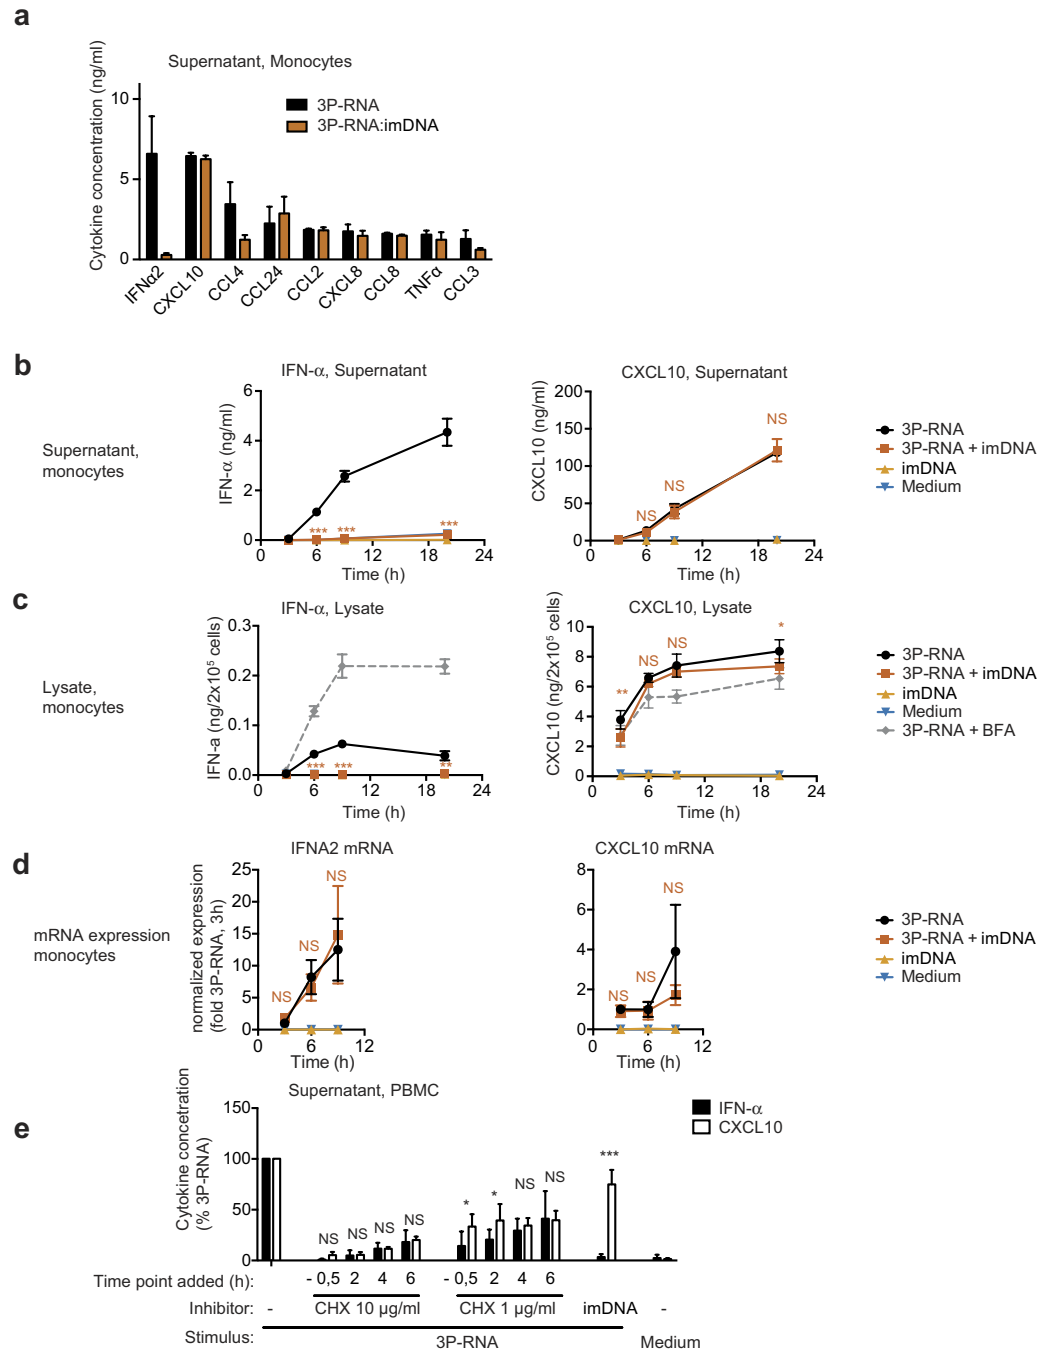 a
Supernatant, Monocytes
Cytokine concentration (ng/ml)
10
5
0
3P-RNA
3P-RNA:imDNA
IFNα2
CXCL10
CCL4
CCL24
CCL2
CXCL8
CCL8
TNFα
CCL3
b
Supernatant,
monocytes
IFN-α, Supernatant
IFN-α (ng/ml)
6
4
2
0
*** *** ***
0 6 12 18 24
Time (h)
CXCL10, Supernatant
CXCL10 (ng/ml)
200
150
100
50
0
NS NS NS
0 6 12 18 24
Time (h)
3P-RNA
3P-RNA + imDNA
imDNA
Medium
c
Lysate,
monocytes
IFN-α, Lysate
IFN-a (ng/2x10⁵ cells)
0.3
0.2
0.1
0.0
*** *** **
0 6 12 18 24
Time (h)
CXCL10, Lysate
CXCL10 (ng/2x10⁵ cells)
10
8
6
4
2
0
** NS NS *
0 6 12 18 24
Time (h)
3P-RNA
3P-RNA + imDNA
imDNA
Medium
3P-RNA + BFA
d
mRNA expression
monocytes
IFNA2 mRNA
normalized expression
(fold 3P-RNA, 3h)
25
20
15
10
5
0
NS NS NS
0 6 12
Time (h)
CXCL10 mRNA
8
6
4
2
0
NS NS NS
0 6 12
Time (h)
3P-RNA
3P-RNA + imDNA
imDNA
Medium
e
Supernatant, PBMC
Cytokine concetration
(% 3P-RNA)
150
100
50
0
IFN-α
CXCL10
NS NS NS NS * * NS NS ***
Time point added (h): - 0,5 2 4 6 - 0,5 2 4 6
Inhibitor: - CHX 10 µg/ml CHX 1 µg/ml imDNA -
Stimulus: 3P-RNA Medium